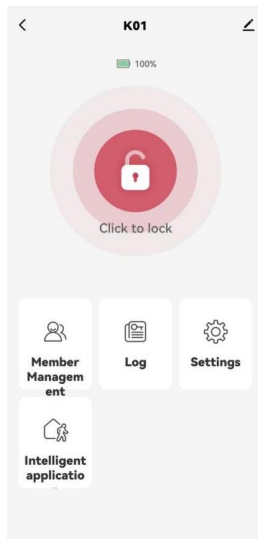 K01
100%
Click to lock
Member
Managem
ent
Log
Settings
Intelligent
applicatio